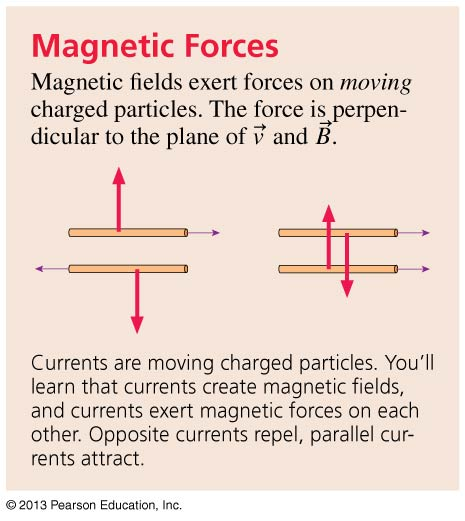 Magnetic Forces
Magnetic fields exert forces on moving
charged particles. The force is perpen-
dicular to the plane of v⃗ and B⃗.
Currents are moving charged particles. You’ll
learn that currents create magnetic fields,
and currents exert magnetic forces on each
other. Opposite currents repel, parallel cur-
rents attract.
© 2013 Pearson Education, Inc.